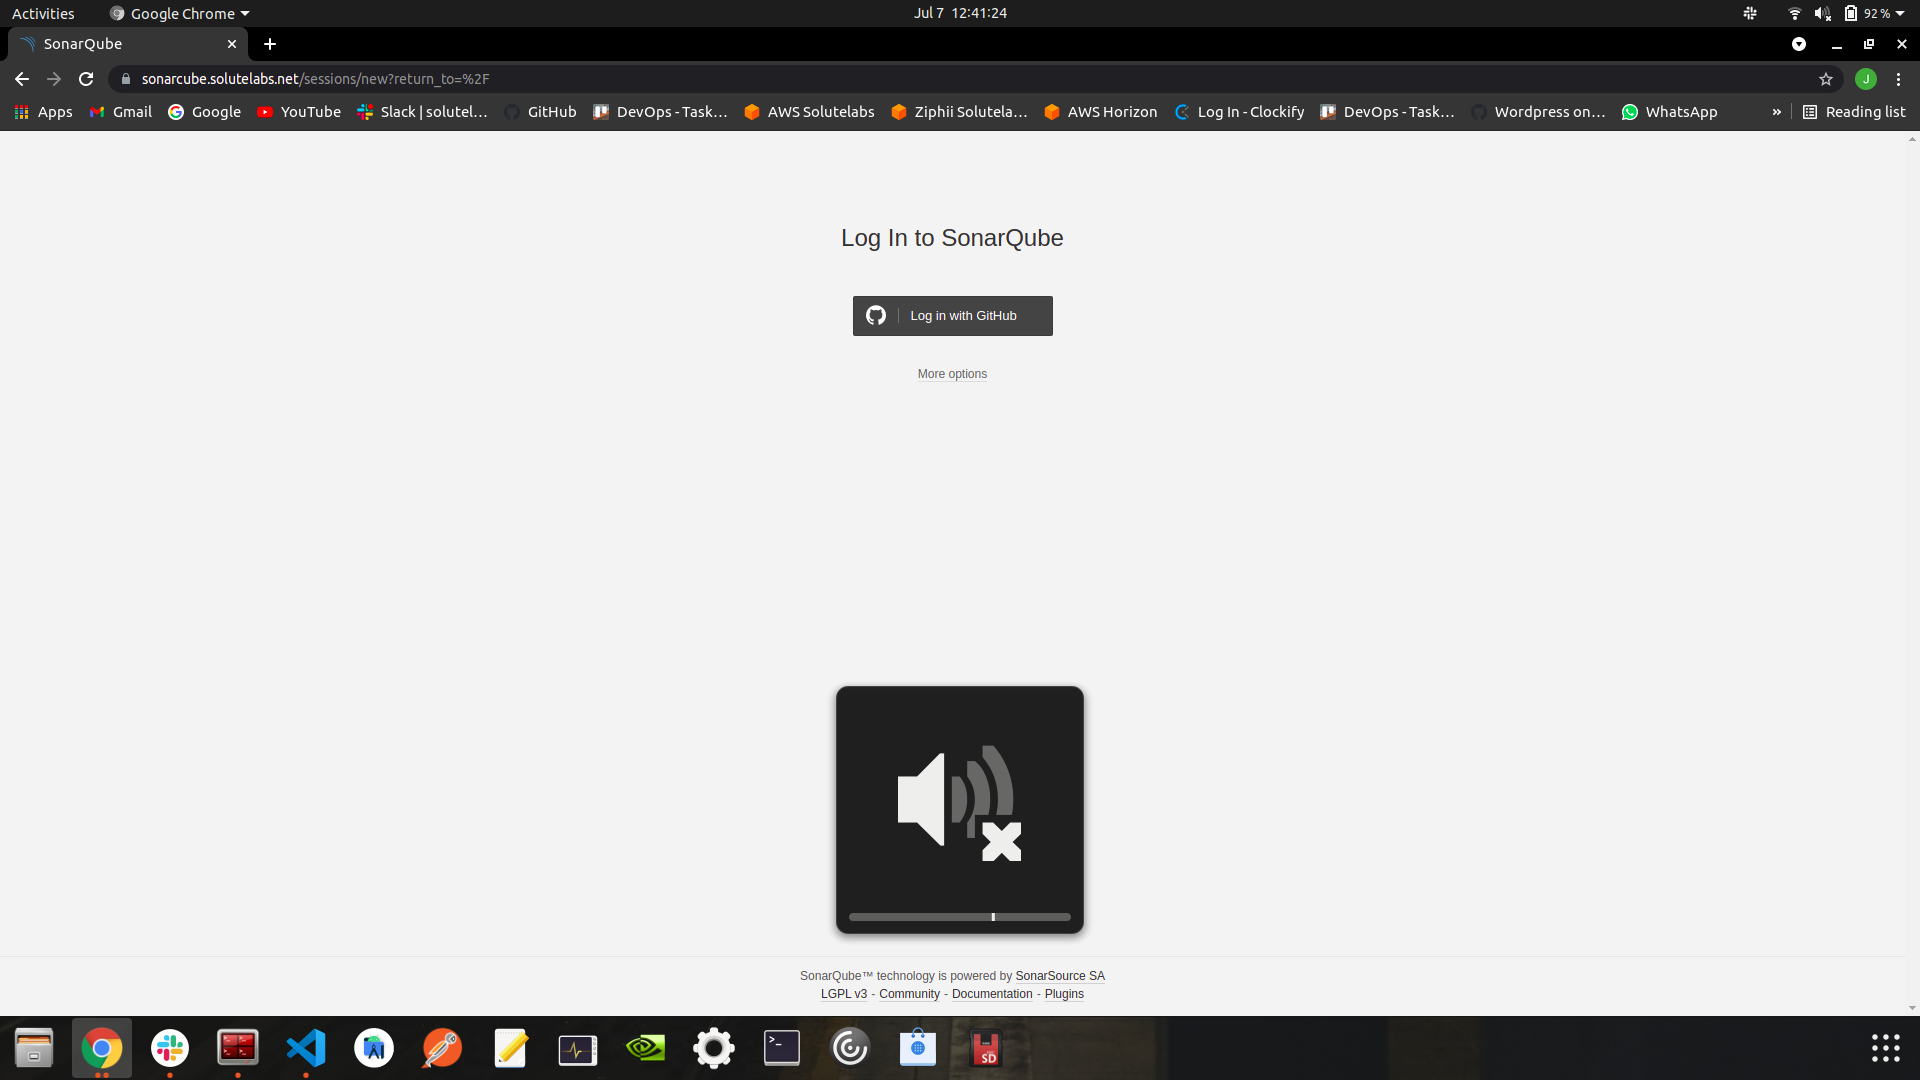 Activities Google Chrome Jul 7 12:41:24 92 %
SonarQube
sonarcube.solutelabs.net/sessions/new?return_to=%2F J
Apps Gmail Google YouTube Slack | solutel... GitHub DevOps - Task... AWS Solutelabs Ziphii Solutela... AWS Horizon Log In - Clockify DevOps - Task... Wordpress on... WhatsApp » Reading list
Log In to SonarQube
Log in with GitHub
More options
SonarQube™ technology is powered by SonarSource SA
LGPL v3 - Community - Documentation - Plugins
>_
SD